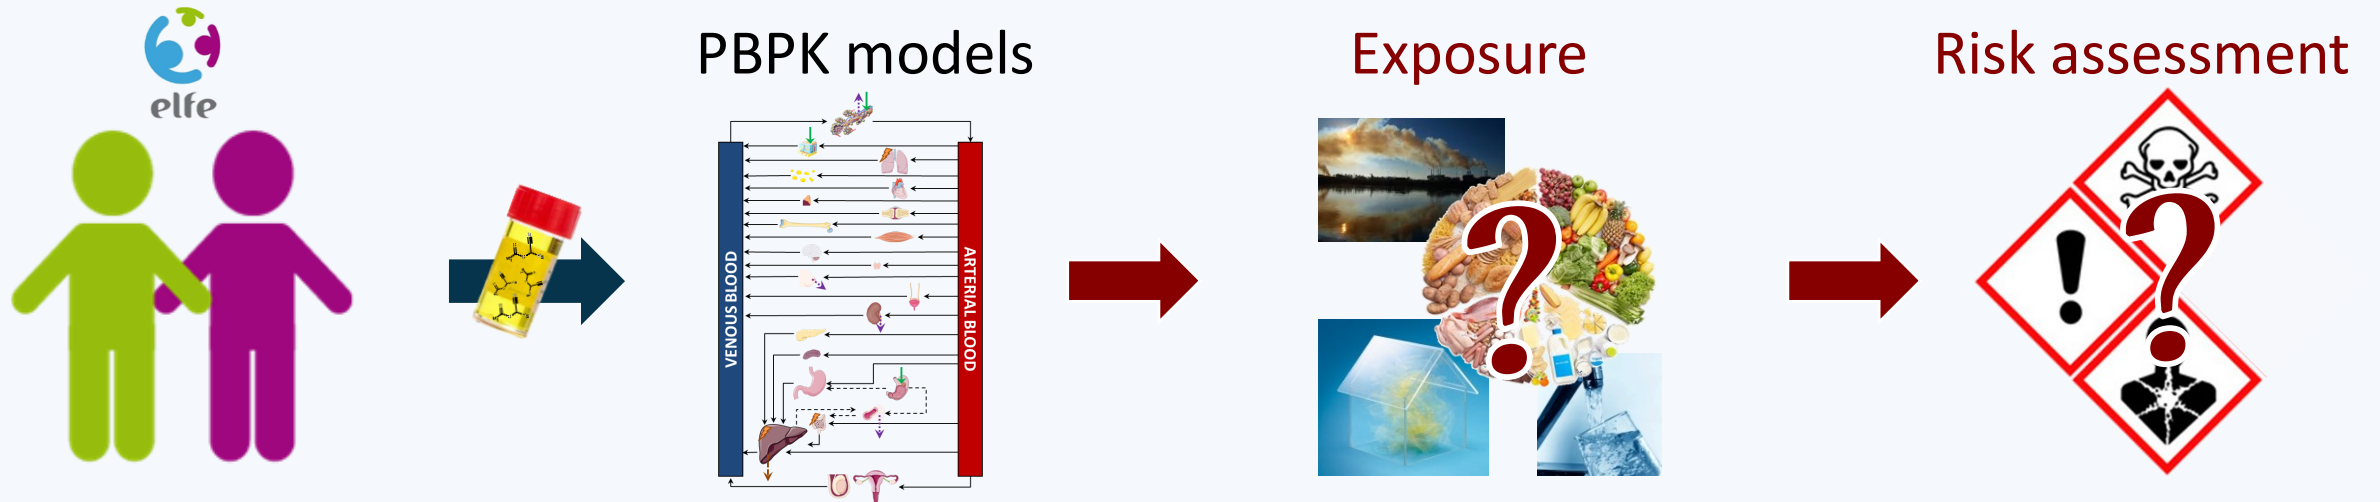 elfe
PBPK models
Exposure
Risk assessment
VENOUS BLOOD
ARTERIAL BLOOD
?
?